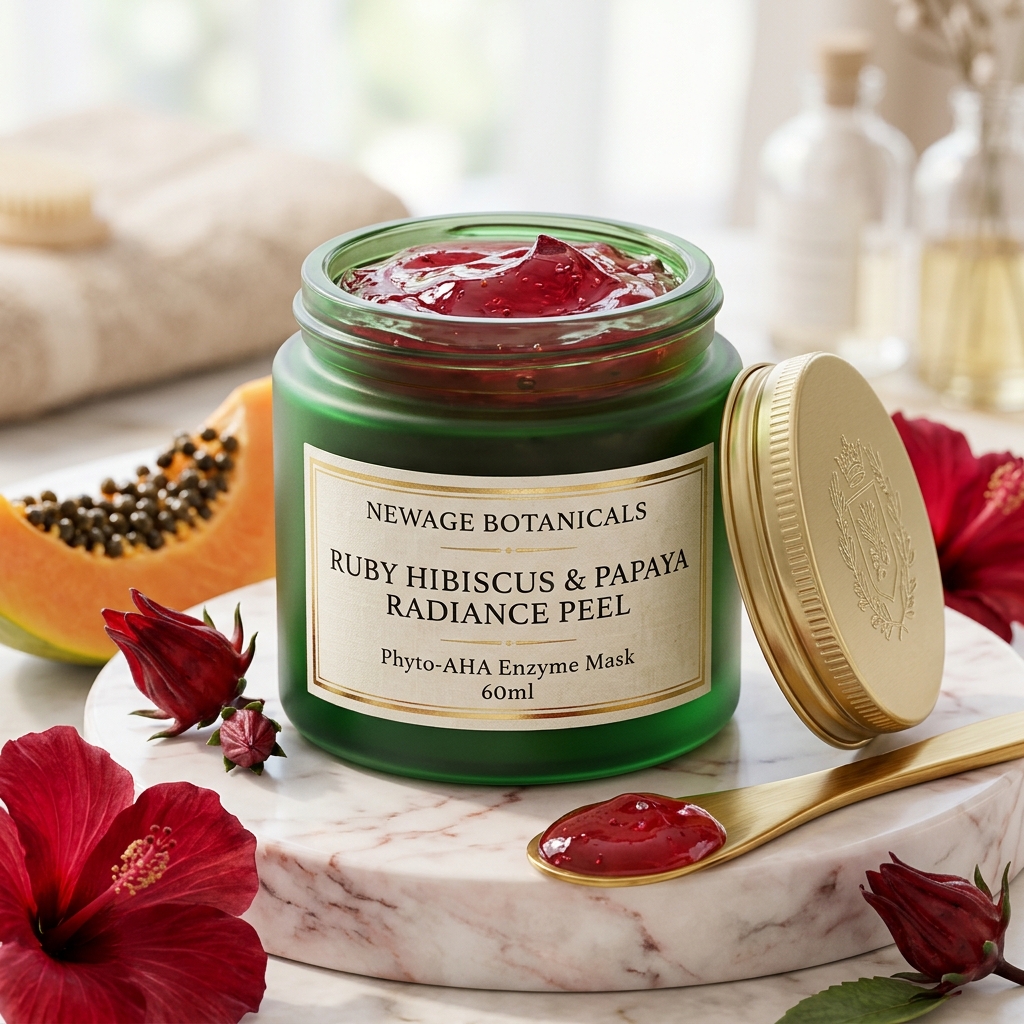 NEWAGE BOTANICALS
RUBY HIBISCUS & PAPAYA
RADIANCE PEEL
Phyto-AHA Enzyme Mask
60ml